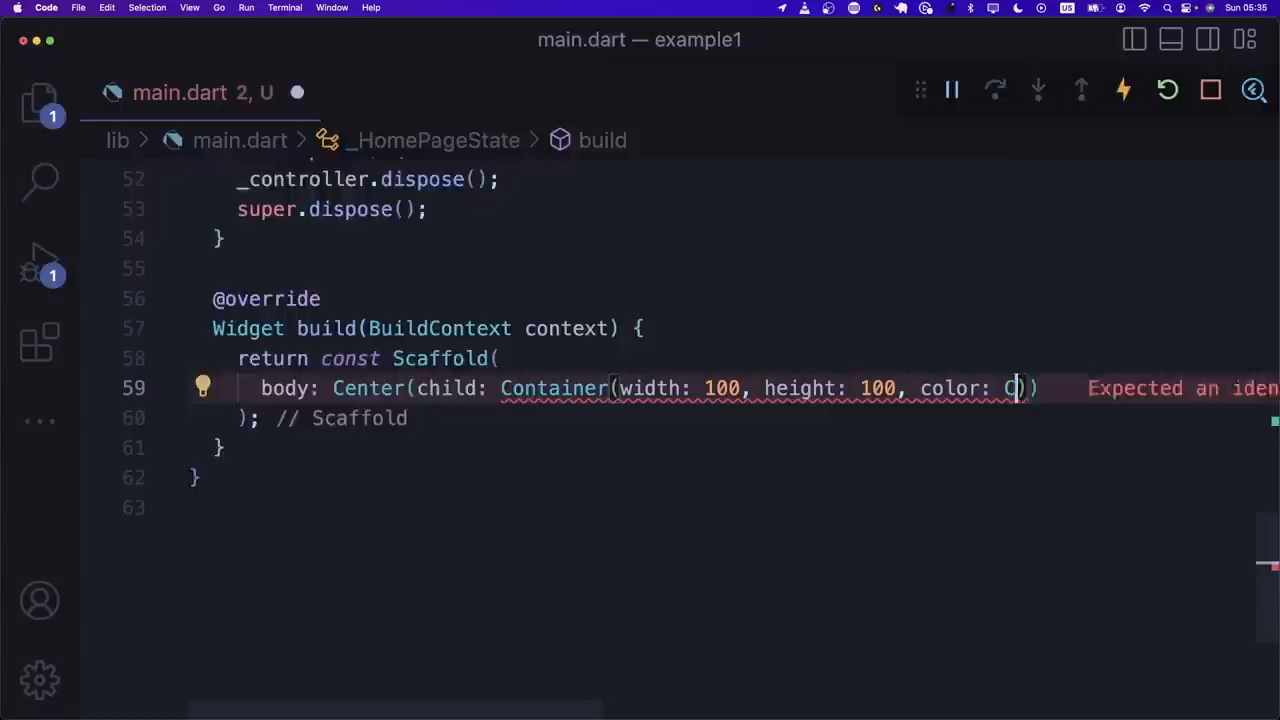 Code File Edit Selection View Go Run Terminal Window Help US Sun 05:35
main.dart — example1
main.dart 2, U
lib > main.dart > _HomePageState > build
52 _controller.dispose();
53 super.dispose();
54 }
55
56 @override
57 Widget build(BuildContext context) {
58 return const Scaffold(
59 body: Center(child: Container(width: 100, height: 100, color: C)) Expected an iden
60 ); // Scaffold
61 }
62 }
63
1
1